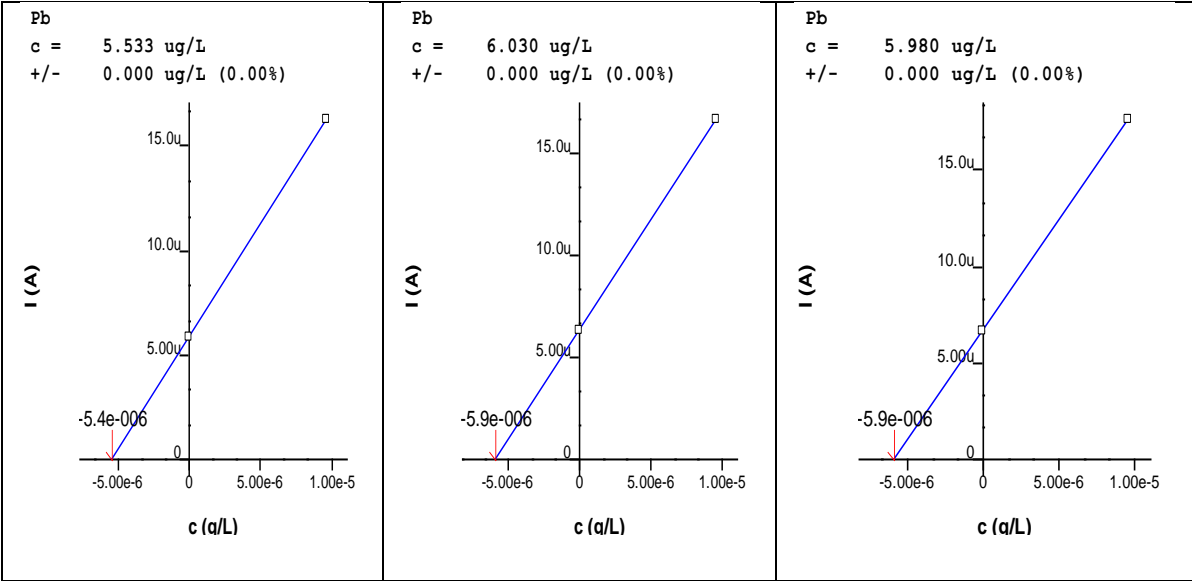 Pb
c = 5.533 ug/L
+/- 0.000 ug/L (0.00%)
15.0u
10.0u
5.00u
0
I (A)
-5.4e-006
-5.00e-6 0 5.00e-6 1.00e-5
c (g/L)
Pb
c = 6.030 ug/L
+/- 0.000 ug/L (0.00%)
15.0u
10.0u
5.00u
0
I (A)
-5.9e-006
-5.00e-6 0 5.00e-6 1.00e-5
c (g/L)
Pb
c = 5.980 ug/L
+/- 0.000 ug/L (0.00%)
15.0u
10.0u
5.00u
0
I (A)
-5.9e-006
-5.00e-6 0 5.00e-6 1.00e-5
c (g/L)